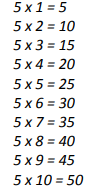 5 x 1 = 5
5 x 2 = 10
5 x 3 = 15
5 x 4 = 20
5 x 5 = 25
5 x 6 = 30
5 x 7 = 35
5 x 8 = 40
5 x 9 = 45
5 x 10 = 50